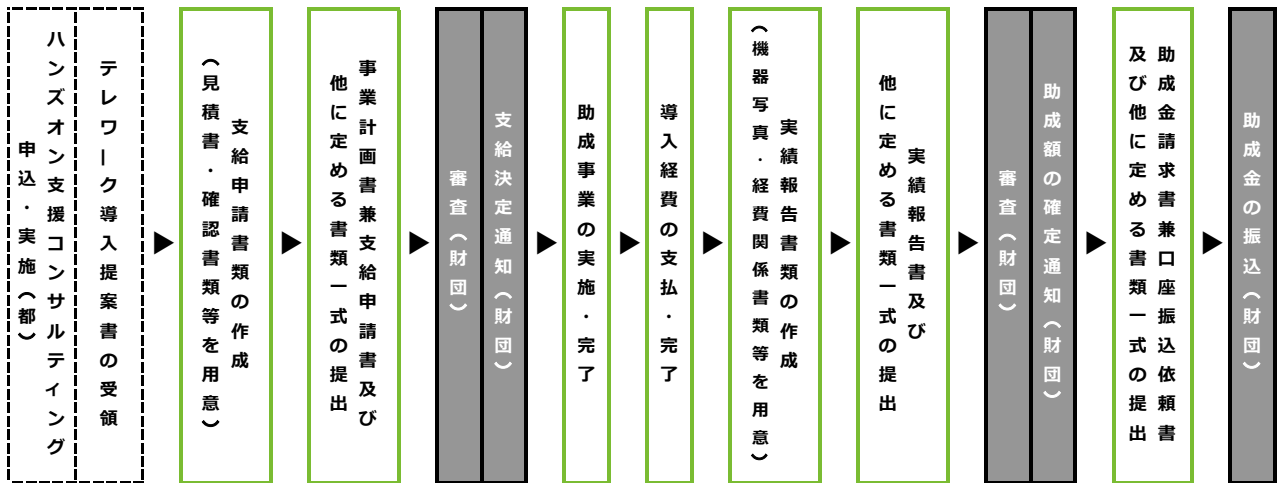 ハンズオン支援コンサルティング
申込・実施（都）
テレワーク導入提案書の受領
支給申請書類の作成
（見積書・確認書類等を用意）
事業計画書兼支給申請書及び
他に定める書類一式の提出
審査（財団）
支給決定通知（財団）
助成事業の実施・完了
導入経費の支払・完了
実績報告書類の作成
（機器写真・経費関係書類等を用意）
実績報告書及び
他に定める書類一式の提出
審査（財団）
助成額の確定通知（財団）
助成金請求書兼口座振込依頼書
及び他に定める書類一式の提出
助成金の振込（財団）